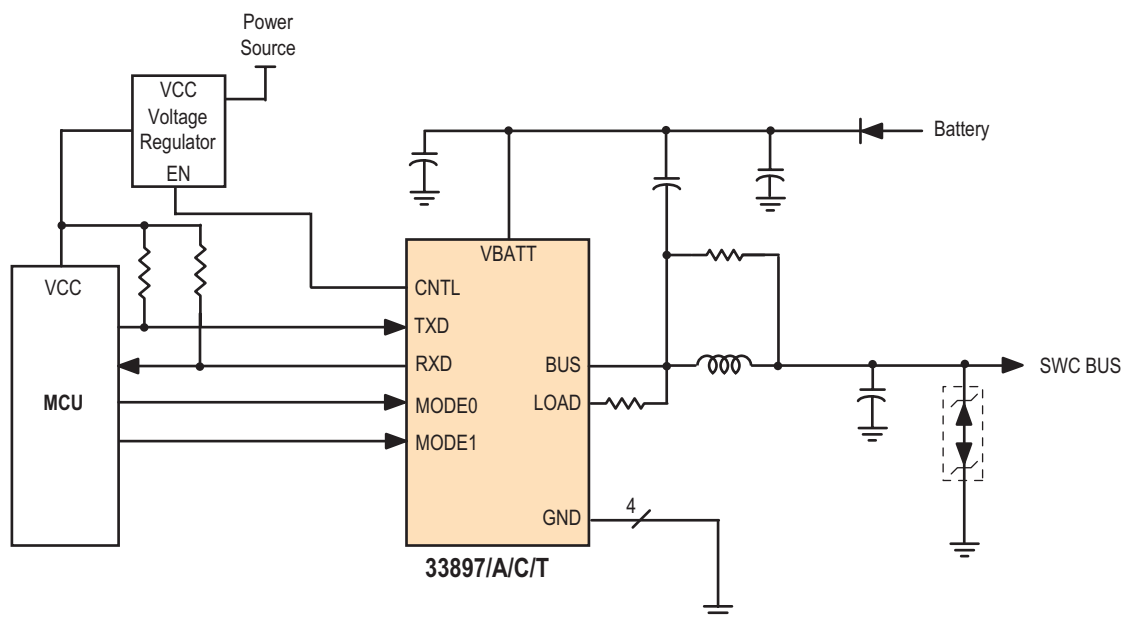 Power
Source
VCC
Voltage
Regulator
EN
Battery
VBATT
VCC
CNTL
TXD
RXD
BUS
SWC BUS
MCU
MODE0
LOAD
MODE1
GND
4
33897/A/C/T